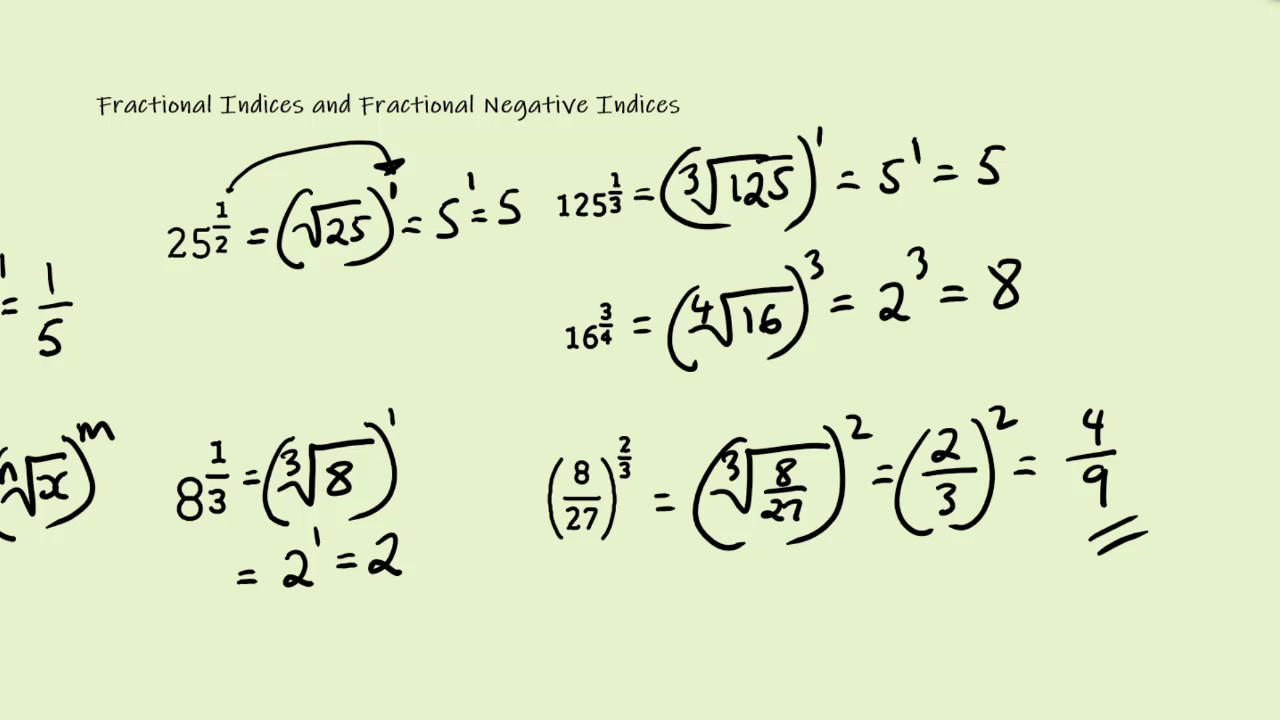 Fractional Indices and Fractional Negative Indices
25^{1/2} = (√25)^1 = 5^1 = 5
125^{1/3} = (∛125)^1 = 5^1 = 5
1 = 1/5
16^{3/4} = (∜16)^3 = 2^3 = 8
(ⁿ√x)^m
8^{1/3} = (∛8)^1
= 2^1 = 2
(8/27)^{2/3} = (∛8/27)^2 = (2/3)^2 = 4/9